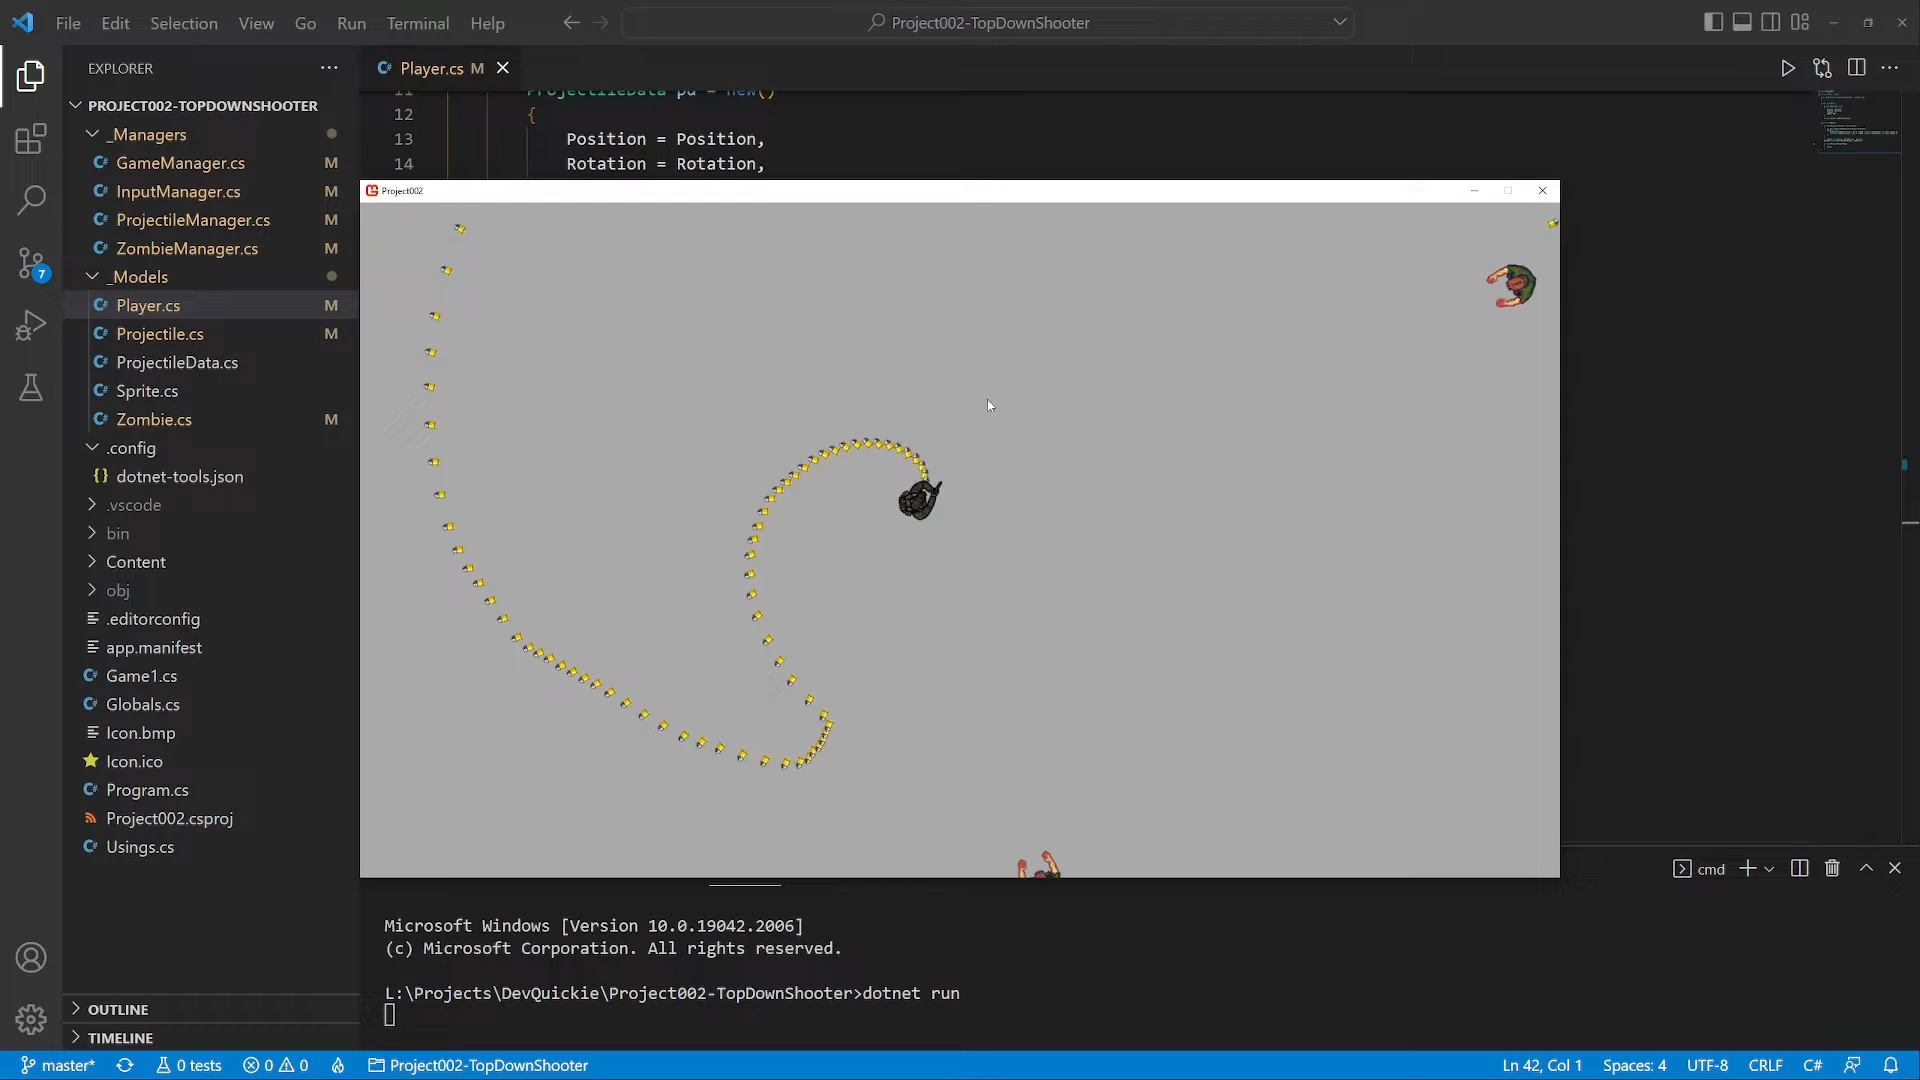 File Edit Selection View Go Run Terminal Help
Project002-TopDownShooter
EXPLORER
Player.cs M
PROJECT002-TOPDOWNSHOOTER
_Managers
GameManager.cs M
InputManager.cs M
ProjectileManager.cs M
ZombieManager.cs M
_Models
Player.cs M
Projectile.cs M
ProjectileData.cs
Sprite.cs
Zombie.cs M
.config
{} dotnet-tools.json
.vscode
bin
Content
obj
.editorconfig
app.manifest
Game1.cs
Globals.cs
Icon.bmp
Icon.ico
Program.cs
Project002.csproj
Usings.cs
OUTLINE
TIMELINE
7
11 ProjectileData pd = new()
12 {
13 Position = Position,
14 Rotation = Rotation,
Project002
cmd
Microsoft Windows [Version 10.0.19042.2006]
(c) Microsoft Corporation. All rights reserved.
L:\Projects\DevQuickie\Project002-TopDownShooter>dotnet run
master* 0 tests 0 0 Project002-TopDownShooter Ln 42, Col 1 Spaces: 4 UTF-8 CRLF C#